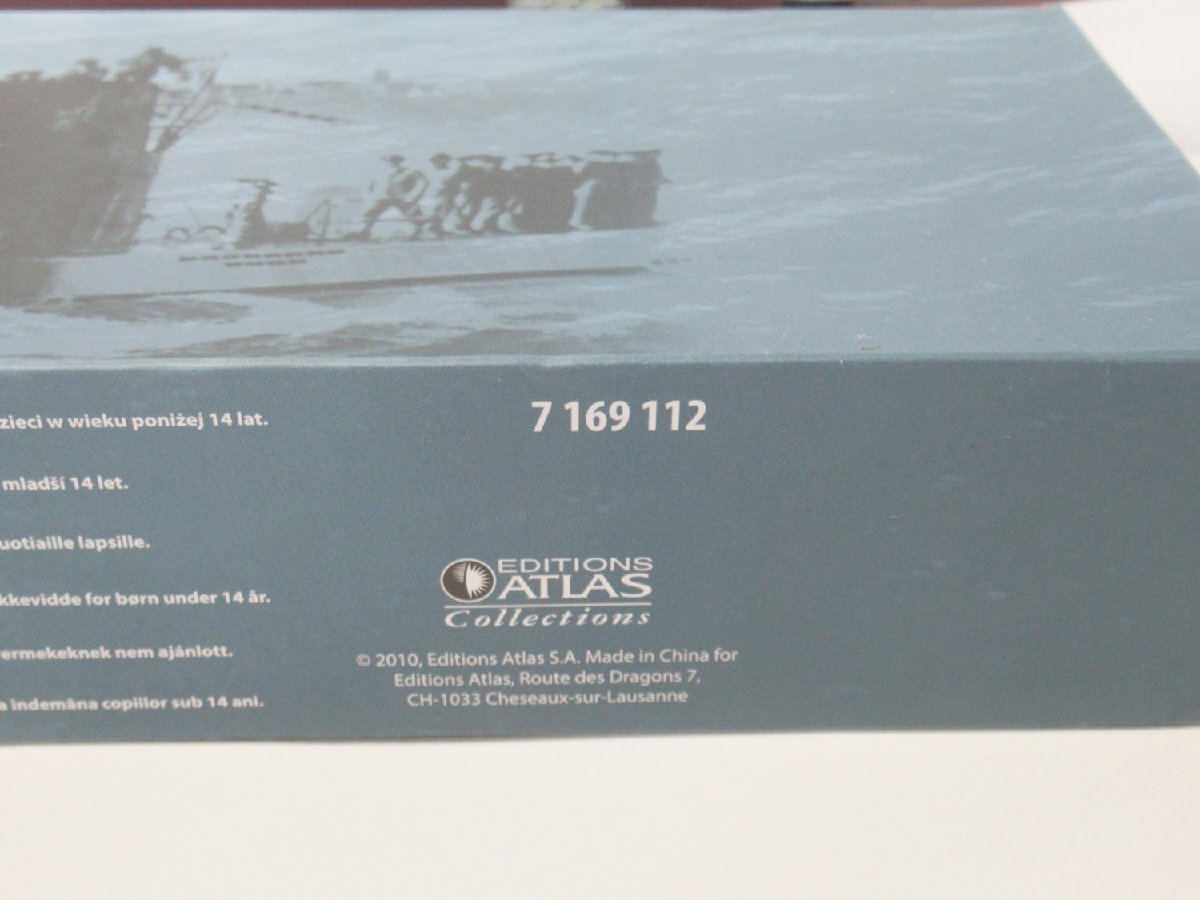 zieci w wieku poniżej 14 lat.
mladší 14 let.
uotiaille lapsille.
kkevidde for børn under 14 år.
ermekeknek nem ajánlott.
a indemâna copiilor sub 14 ani.
7 169 112
EDITIONS
ATLAS
Collections
© 2010, Editions Atlas S.A. Made in China for
Editions Atlas, Route des Dragons 7,
CH-1033 Cheseaux-sur-Lausanne